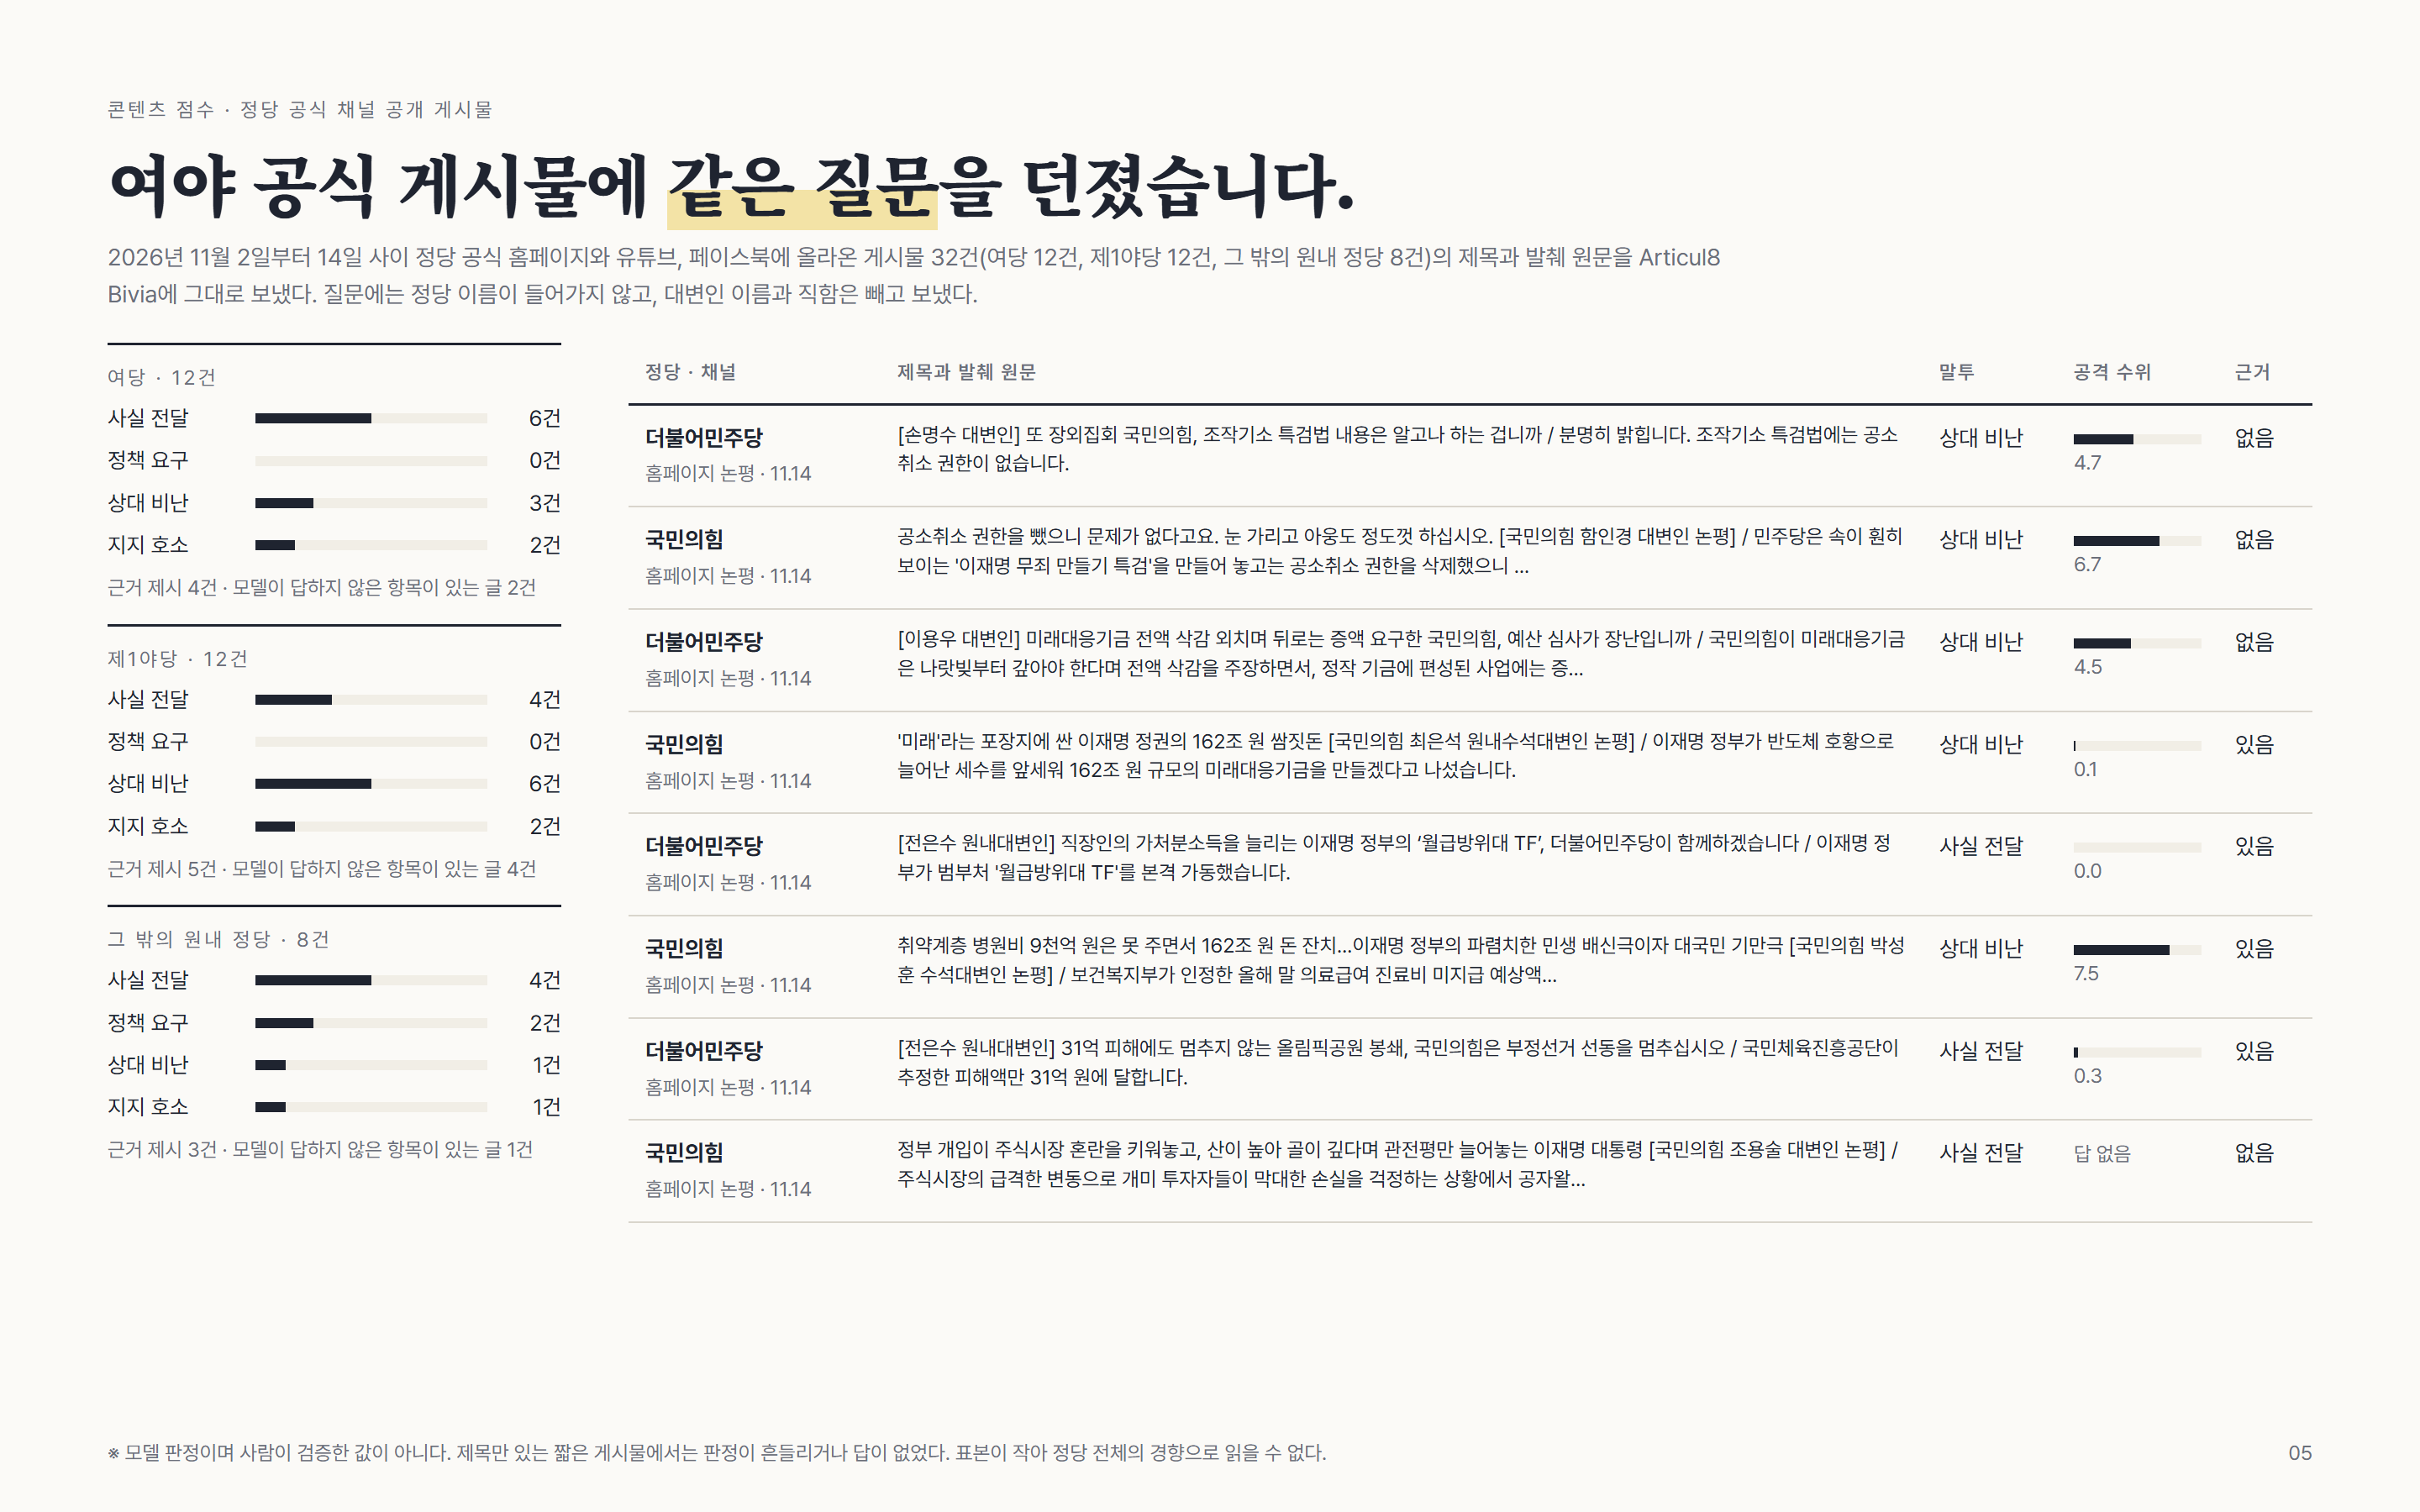 콘텐츠 점수 · 정당 공식 채널 공개 게시물
여야 공식 게시물에 같은 질문을 던졌습니다.
2026년 11월 2일부터 14일 사이 정당 공식 홈페이지와 유튜브, 페이스북에 올라온 게시물 32건(여당 12건, 제1야당 12건, 그 밖의 원내 정당 8건)의 제목과 발췌 원문을 Articul8
Bivia에 그대로 보냈다. 질문에는 정당 이름이 들어가지 않고, 대변인 이름과 직함은 빼고 보냈다.
여당 · 12건
사실 전달 6건
정책 요구 0건
상대 비난 3건
지지 호소 2건
근거 제시 4건 · 모델이 답하지 않은 항목이 있는 글 2건
제1야당 · 12건
사실 전달 4건
정책 요구 0건
상대 비난 6건
지지 호소 2건
근거 제시 5건 · 모델이 답하지 않은 항목이 있는 글 4건
그 밖의 원내 정당 · 8건
사실 전달 4건
정책 요구 2건
상대 비난 1건
지지 호소 1건
근거 제시 3건 · 모델이 답하지 않은 항목이 있는 글 1건
정당 · 채널 제목과 발췌 원문 말투 공격 수위 근거
더불어민주당
홈페이지 논평 · 11.14
[손명수 대변인] 또 장외집회 국민의힘, 조작기소 특검법 내용은 알고나 하는 겁니까 / 분명히 밝힙니다. 조작기소 특검법에는 공소
취소 권한이 없습니다.
상대 비난
4.7
없음
국민의힘
홈페이지 논평 · 11.14
공소취소 권한을 뺐으니 문제가 없다고요. 눈 가리고 아웅도 정도껏 하십시오. [국민의힘 함인경 대변인 논평] / 민주당은 속이 훤히
보이는 '이재명 무죄 만들기 특검'을 만들어 놓고는 공소취소 권한을 삭제했으니 ...
상대 비난
6.7
없음
더불어민주당
홈페이지 논평 · 11.14
[이용우 대변인] 미래대응기금 전액 삭감 외치며 뒤로는 증액 요구한 국민의힘, 예산 심사가 장난입니까 / 국민의힘이 미래대응기금
은 나랏빚부터 갚아야 한다며 전액 삭감을 주장하면서, 정작 기금에 편성된 사업에는 증...
상대 비난
4.5
없음
국민의힘
홈페이지 논평 · 11.14
'미래'라는 포장지에 싼 이재명 정권의 162조 원 쌈짓돈 [국민의힘 최은석 원내수석대변인 논평] / 이재명 정부가 반도체 호황으로
늘어난 세수를 앞세워 162조 원 규모의 미래대응기금을 만들겠다고 나섰습니다.
상대 비난
0.1
있음
더불어민주당
홈페이지 논평 · 11.14
[전은수 원내대변인] 직장인의 가처분소득을 늘리는 이재명 정부의 ‘월급방위대 TF’, 더불어민주당이 함께하겠습니다 / 이재명 정
부가 범부처 '월급방위대 TF'를 본격 가동했습니다.
사실 전달
0.0
있음
국민의힘
홈페이지 논평 · 11.14
취약계층 병원비 9천억 원은 못 주면서 162조 원 돈 잔치...이재명 정부의 파렴치한 민생 배신극이자 대국민 기만극 [국민의힘 박성
훈 수석대변인 논평] / 보건복지부가 인정한 올해 말 의료급여 진료비 미지급 예상액...
상대 비난
7.5
있음
더불어민주당
홈페이지 논평 · 11.14
[전은수 원내대변인] 31억 피해에도 멈추지 않는 올림픽공원 봉쇄, 국민의힘은 부정선거 선동을 멈추십시오 / 국민체육진흥공단이
추정한 피해액만 31억 원에 달합니다.
사실 전달
0.3
있음
국민의힘
홈페이지 논평 · 11.14
정부 개입이 주식시장 혼란을 키워놓고, 산이 높아 골이 깊다며 관전평만 늘어놓는 이재명 대통령 [국민의힘 조용술 대변인 논평] /
주식시장의 급격한 변동으로 개미 투자자들이 막대한 손실을 걱정하는 상황에서 공자왈...
사실 전달
답 없음
없음
※ 모델 판정이며 사람이 검증한 값이 아니다. 제목만 있는 짧은 게시물에서는 판정이 흔들리거나 답이 없었다. 표본이 작아 정당 전체의 경향으로 읽을 수 없다.
05